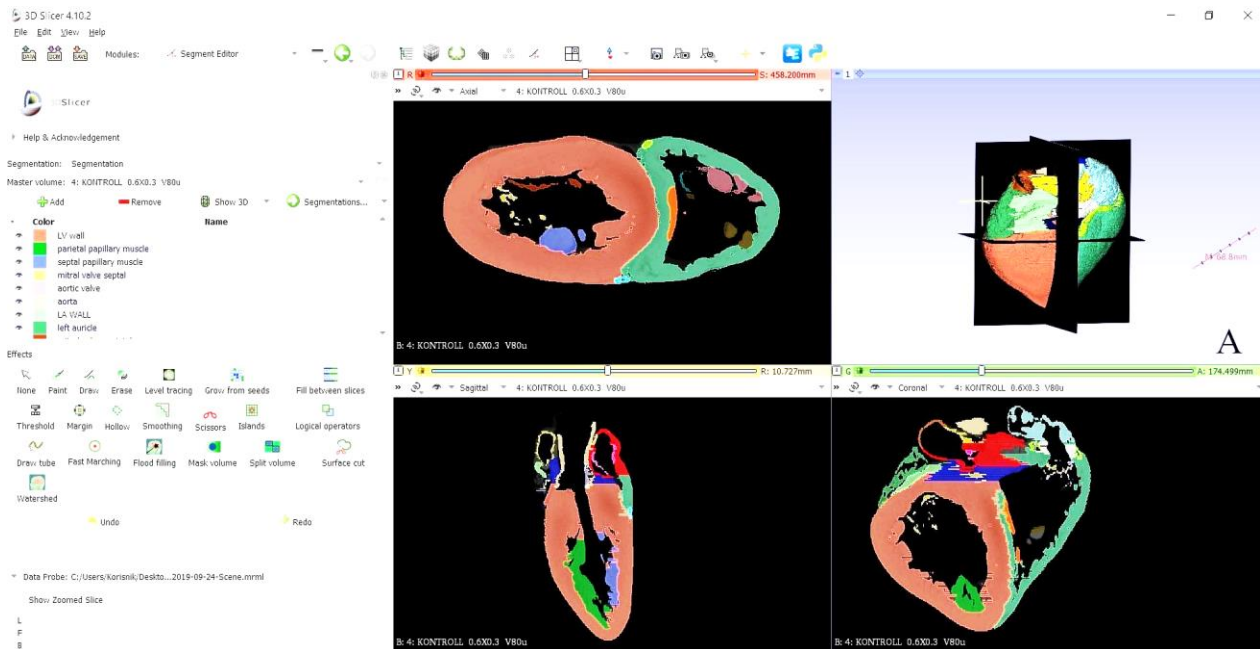 3D Slicer 4.10.2
File Edit View Help
DATA DCM SAVE Modules: Segment Editor
3DSlicer
Help & Acknowledgement
Segmentation: Segmentation
Master volume: 4: KONTROLL 0.6X0.3 V80u
Add Remove Show 3D Segmentations...
Color Name
LV wall
parietal papillary muscle
septal papillary muscle
mitral valve septal
aortic valve
aorta
LA WALL
left auricle
Effects
None Paint Draw Erase Level tracing Grow from seeds Fill between slices
Threshold Margin Hollow Smoothing Scissors Islands Logical operators
Draw tube Fast Marching Flood filling Mask volume Split volume Surface cut
Watershed
Undo Redo
Data Probe: C:/Users/Korisnik/Deskto...2019-09-24-Scene.mrml
Show Zoomed Slice
L
F
B
R S: 458.200mm
Axial 4: KONTROLL 0.6X0.3 V80u
B: 4: KONTROLL 0.6X0.3 V80u
1
A
Y R: 10.727mm
Sagittal 4: KONTROLL 0.6X0.3 V80u
B: 4: KONTROLL 0.6X0.3 V80u
G A: 174.499mm
Coronal 4: KONTROLL 0.6X0.3 V80u
B: 4: KONTROLL 0.6X0.3 V80u